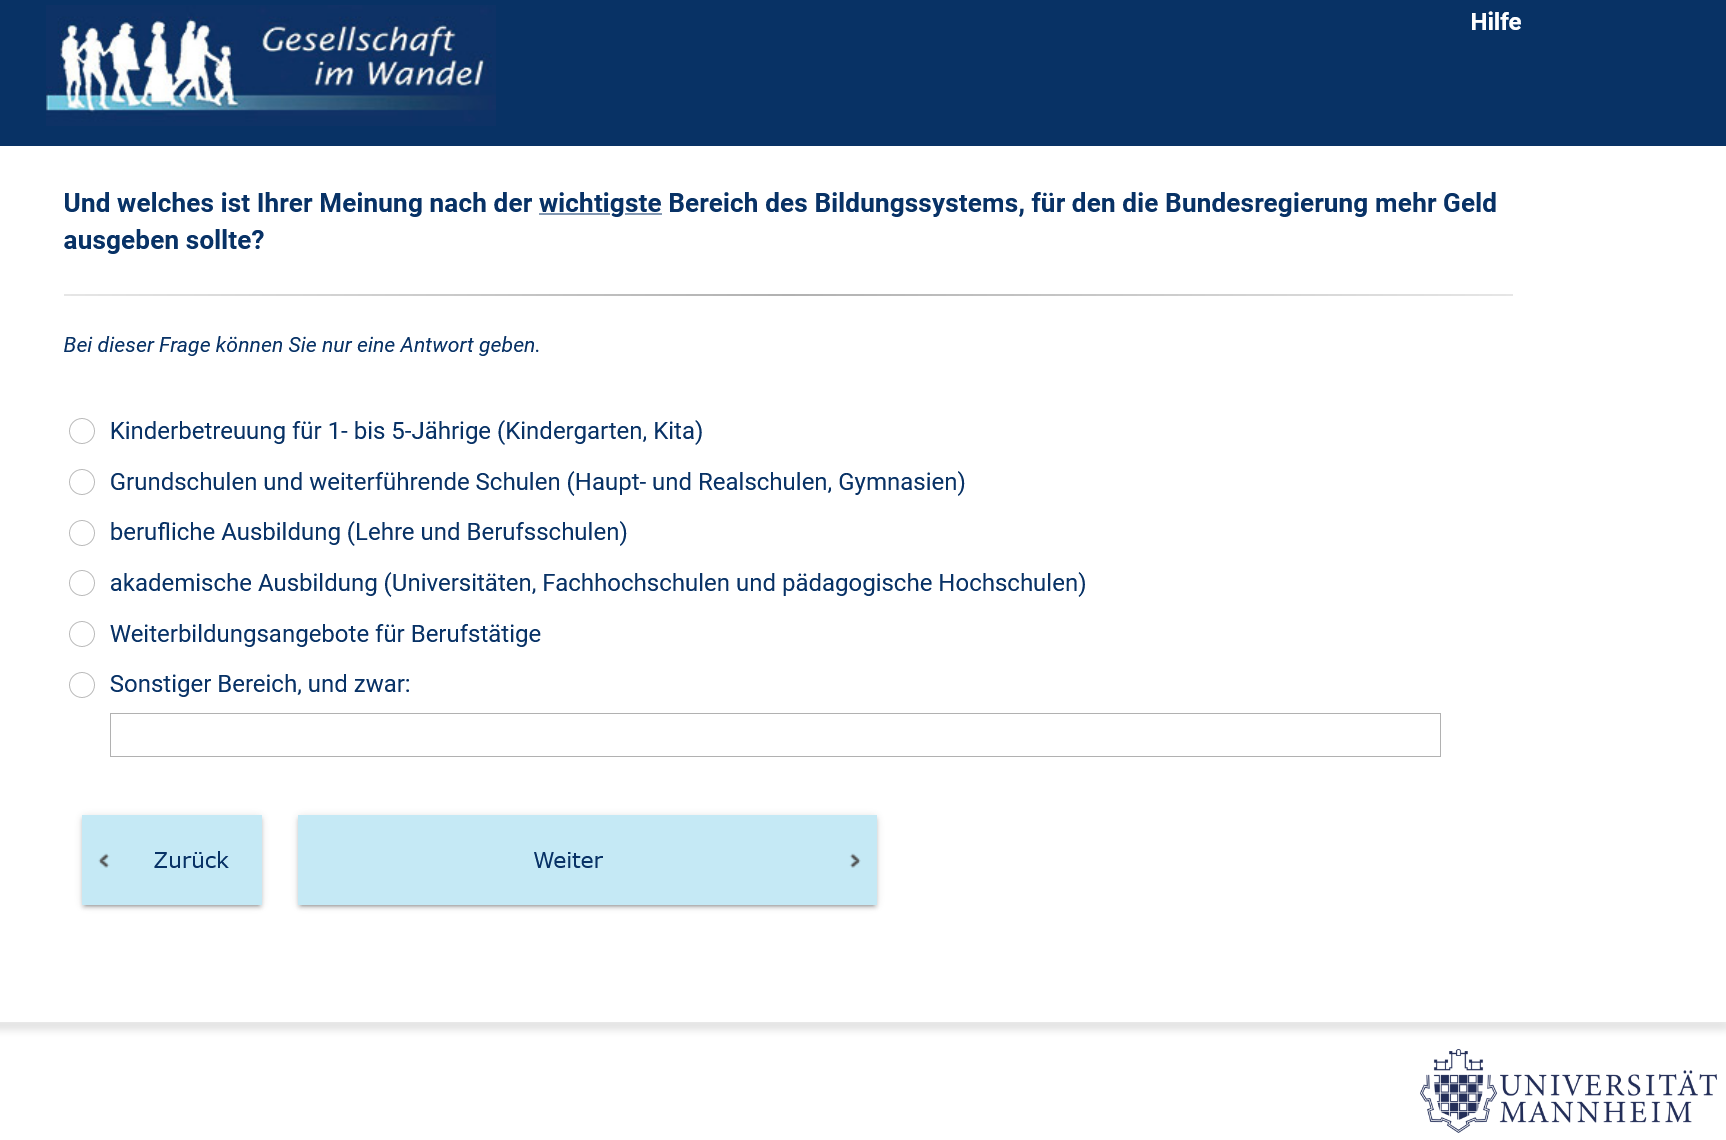 Gesellschaft
im Wandel
Hilfe
Und welches ist Ihrer Meinung nach der wichtigste Bereich des Bildungssystems, für den die Bundesregierung mehr Geld
ausgeben sollte?
Bei dieser Frage können Sie nur eine Antwort geben.
Kinderbetreuung für 1- bis 5-Jährige (Kindergarten, Kita)
Grundschulen und weiterführende Schulen (Haupt- und Realschulen, Gymnasien)
berufliche Ausbildung (Lehre und Berufsschulen)
akademische Ausbildung (Universitäten, Fachhochschulen und pädagogische Hochschulen)
Weiterbildungsangebote für Berufstätige
Sonstiger Bereich, und zwar:
Zurück
Weiter
UNIVERSITÄT
MANNHEIM